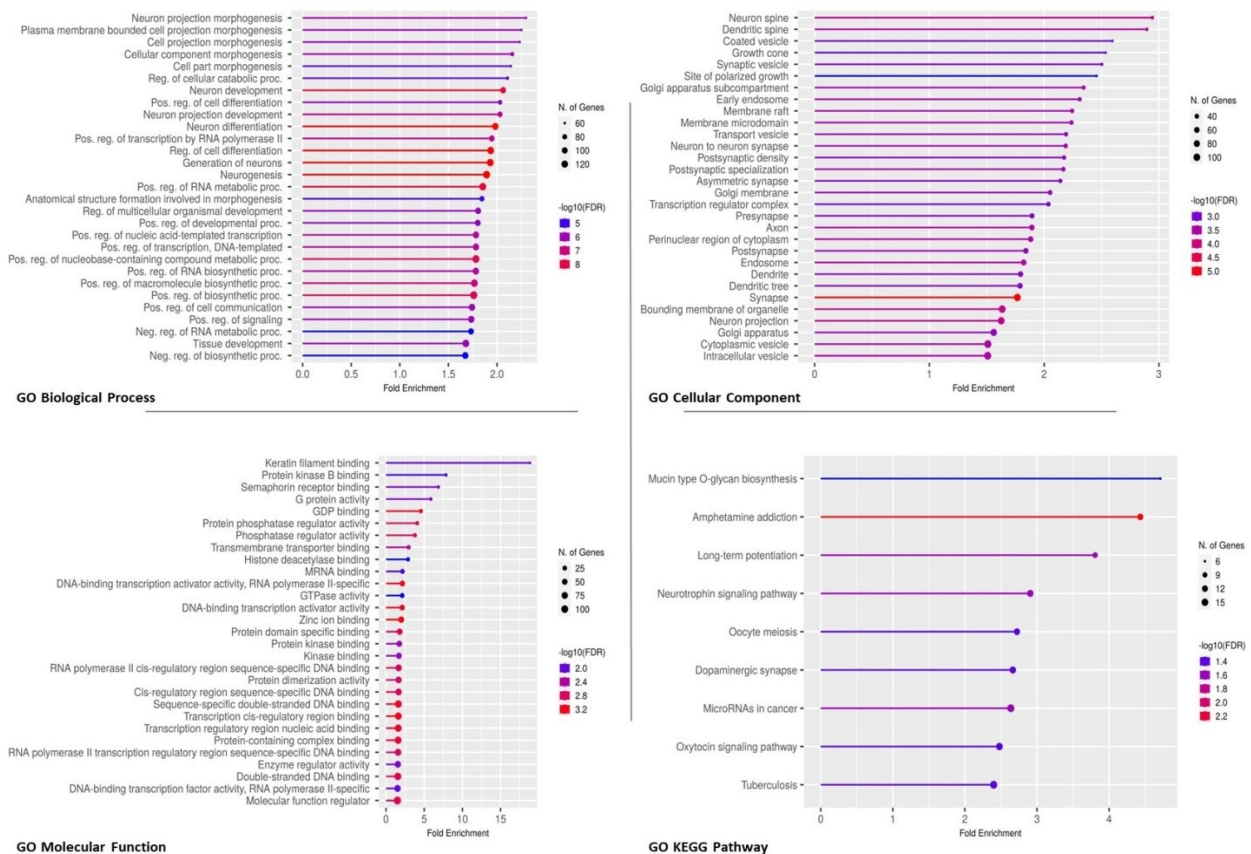 Neuron projection morphogenesis
Plasma membrane bounded cell projection morphogenesis
Cell projection morphogenesis
Cellular component morphogenesis
Cell part morphogenesis
Reg. of cellular catabolic proc.
Neuron development
Pos. reg. of cell differentiation
Neuron projection development
Neuron differentiation
Pos. reg. of transcription by RNA polymerase II
Reg. of cell differentiation
Generation of neurons
Neurogenesis
Pos. reg. of RNA metabolic proc.
Anatomical structure formation involved in morphogenesis
Reg. of multicellular organismal development
Pos. reg. of developmental proc.
Pos. reg. of nucleic acid-templated transcription
Pos. reg. of transcription, DNA-templated
Pos. reg. of nucleobase-containing compound metabolic proc.
Pos. reg. of RNA biosynthetic proc.
Pos. reg. of macromolecule biosynthetic proc.
Pos. reg. of biosynthetic proc.
Pos. reg. of cell communication
Pos. reg. of signaling
Neg. reg. of RNA metabolic proc.
Tissue development
Neg. reg. of biosynthetic proc.
0.0 0.5 1.0 1.5 2.0
Fold Enrichment
N. of Genes
60
80
100
120
-log10(FDR)
5
6
7
8
GO Biological Process
Neuron spine
Dendritic spine
Coated vesicle
Growth cone
Synaptic vesicle
Site of polarized growth
Golgi apparatus subcompartment
Early endosome
Membrane raft
Membrane microdomain
Transport vesicle
Neuron to neuron synapse
Postsynaptic density
Postsynaptic specialization
Asymmetric synapse
Golgi membrane
Transcription regulator complex
Presynapse
Axon
Perinuclear region of cytoplasm
Postsynapse
Endosome
Dendrite
Dendritic tree
Synapse
Bounding membrane of organelle
Neuron projection
Golgi apparatus
Cytoplasmic vesicle
Intracellular vesicle
0 1 2 3
Fold Enrichment
N. of Genes
40
60
80
100
-log10(FDR)
3.0
3.5
4.0
4.5
5.0
GO Cellular Component
Keratin filament binding
Protein kinase B binding
Semaphorin receptor binding
G protein activity
GDP binding
Protein phosphatase regulator activity
Phosphatase regulator activity
Transmembrane transporter binding
Histone deacetylase binding
MRNA binding
DNA-binding transcription activator activity, RNA polymerase II-specific
GTPase activity
DNA-binding transcription activator activity
Zinc ion binding
Protein domain specific binding
Protein kinase binding
Kinase binding
RNA polymerase II cis-regulatory region sequence-specific DNA binding
Protein dimerization activity
Cis-regulatory region sequence-specific DNA binding
Sequence-specific double-stranded DNA binding
Transcription cis-regulatory region binding
Transcription regulatory region nucleic acid binding
Protein-containing complex binding
RNA polymerase II transcription regulatory region sequence-specific DNA binding
Enzyme regulator activity
Double-stranded DNA binding
DNA-binding transcription factor activity, RNA polymerase II-specific
Molecular function regulator
0 5 10 15
Fold Enrichment
N. of Genes
25
50
75
100
-log10(FDR)
2.0
2.4
2.8
3.2
GO Molecular Function
Mucin type O-glycan biosynthesis
Amphetamine addiction
Long-term potentiation
Neurotrophin signaling pathway
Oocyte meiosis
Dopaminergic synapse
MicroRNAs in cancer
Oxytocin signaling pathway
Tuberculosis
0 1 2 3 4
Fold Enrichment
N. of Genes
6
9
12
15
-log10(FDR)
1.4
1.6
1.8
2.0
2.2
GO KEGG Pathway